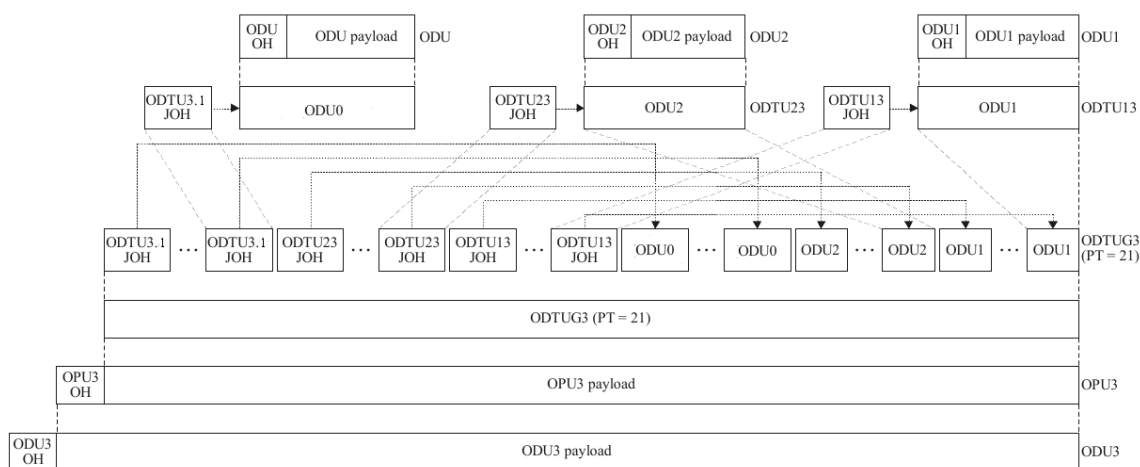 ODU
OH
ODU payload
ODU
ODU2
OH
ODU2 payload
ODU2
ODU1
OH
ODU1 payload
ODU1
ODTU3.1
JOH
ODU0
ODTU23
JOH
ODU2
ODTU23
ODTU13
JOH
ODU1
ODTU13
ODTU3.1
JOH
...
ODTU3.1
JOH
ODTU23
JOH
...
ODTU23
JOH
ODTU13
JOH
...
ODTU13
JOH
ODU0
...
ODU0
ODU2
...
ODU2
ODU1
...
ODU1
ODTUG3
(PT = 21)
ODTUG3 (PT = 21)
OPU3
OH
OPU3 payload
OPU3
ODU3
OH
ODU3 payload
ODU3